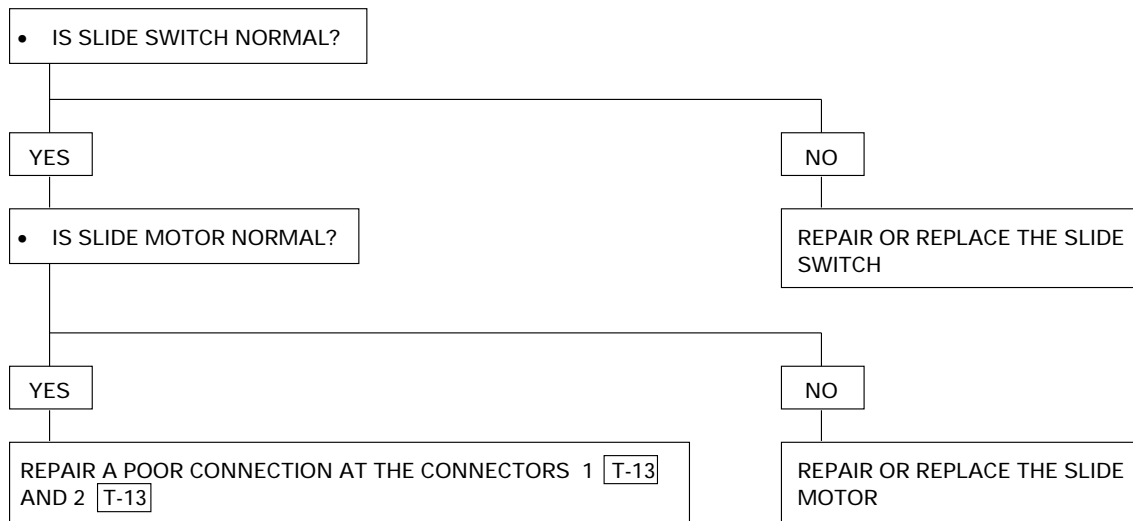 • IS SLIDE SWITCH NORMAL?
YES
NO
• IS SLIDE MOTOR NORMAL?
REPAIR OR REPLACE THE SLIDE
SWITCH
YES
NO
REPAIR A POOR CONNECTION AT THE CONNECTORS 1 T-13
AND 2 T-13
REPAIR OR REPLACE THE SLIDE
MOTOR